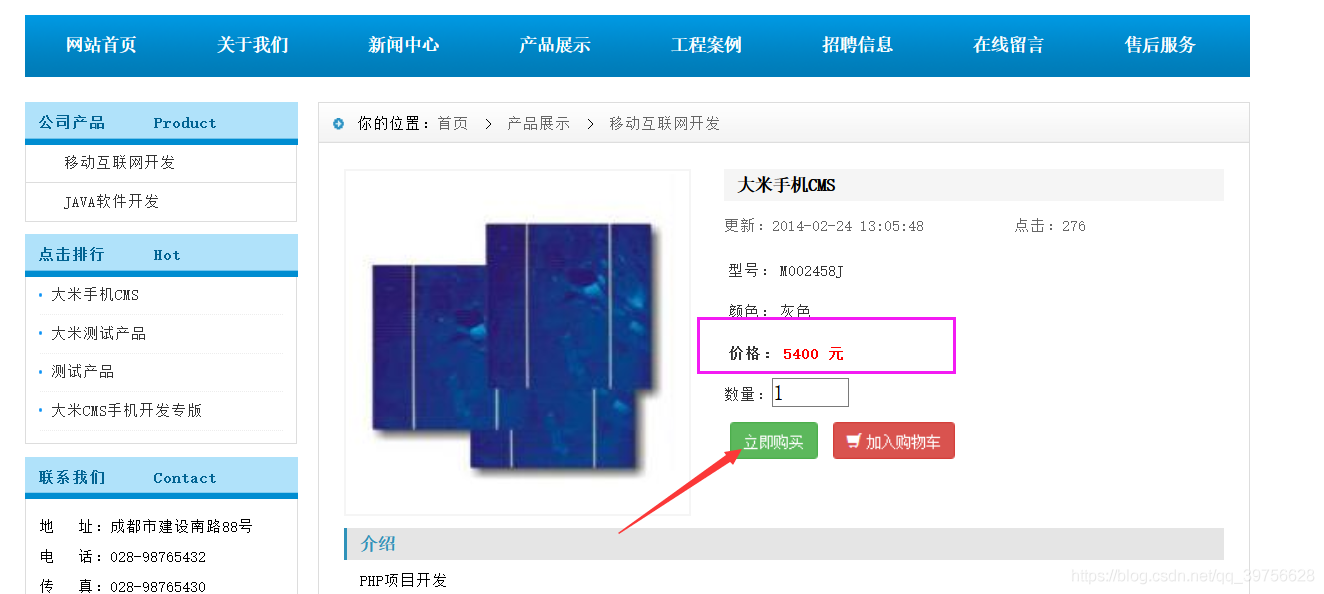 网站首页 关于我们 新闻中心 产品展示 工程案例 招聘信息 在线留言 售后服务
公司产品 Product
移动互联网开发
JAVA软件开发
点击排行 Hot
大米手机CMS
大米测试产品
测试产品
大米CMS手机开发专版
联系我们 Contact
地 址：成都市建设南路88号
电 话：028-98765432
传 真：028-98765430
你的位置：首页 > 产品展示 > 移动互联网开发
大米手机CMS
更新：2014-02-24 13:05:48 点击：276
型号： M002458J
颜色： 灰色
价格： 5400 元
数量：1
立即购买 加入购物车
介绍
PHP项目开发
https://blog.csdn.net/qq_39756628